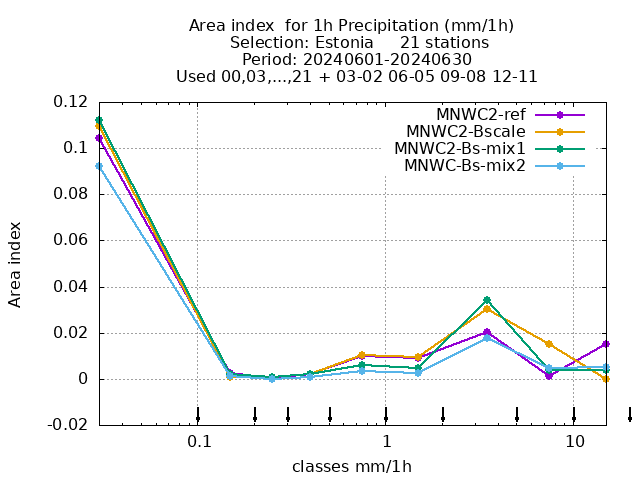 Area index  for 1h Precipitation (mm/1h)
Selection: Estonia     21 stations
Period: 20240601-20240630
Used 00,03,...,21 + 03-02 06-05 09-08 12-11
MNWC2-ref
MNWC2-Bscale
MNWC2-Bs-mix1
MNWC-Bs-mix2
0.12
0.1
0.08
0.06
0.04
0.02
0
-0.02
Area index
0.1 1 10
classes mm/1h